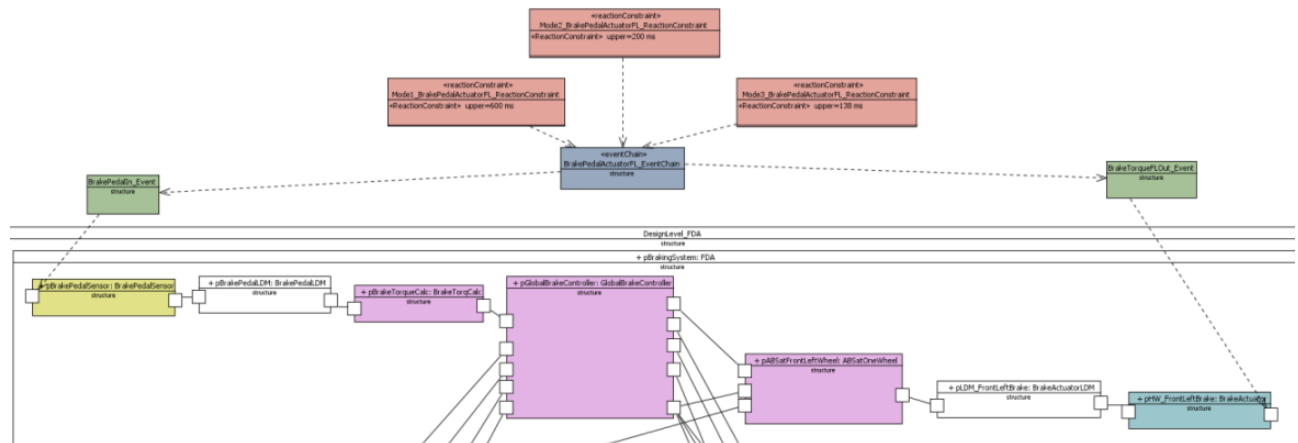 «reactionConstraint»
Mode2_BrakePedalActuatorFL_ReactionConstraint
«ReactionConstraint» upper=200 ms
«reactionConstraint»
Mode1_BrakePedalActuatorFL_ReactionConstraint
«ReactionConstraint» upper=600 ms
«reactionConstraint»
Mode3_BrakePedalActuatorFL_ReactionConstraint
«ReactionConstraint» upper=138 ms
«eventChain»
BrakePedalActuatorFL_EventChain
structure
BrakePedalIn_Event
structure
BrakeTorqueFLOut_Event
structure
DesignLevel_FDA
structure
+ pBrakingSystem: FDA
structure
+ pBrakePedalSensor: BrakePedalSensor
structure
+ pBrakePedalLDM: BrakePedalLDM
structure
+ pBrakeTorqueCalc: BrakeTorqCalc
structure
+ pGlobalBrakeController: GlobalBrakeController
structure
+ pABSatFrontLeftWheel: ABSatOneWheel
structure
+ pLDM_FrontLeftBrake: BrakeActuatorLDM
structure
+ pHW_FrontLeftBrake: BrakeActuator
structure